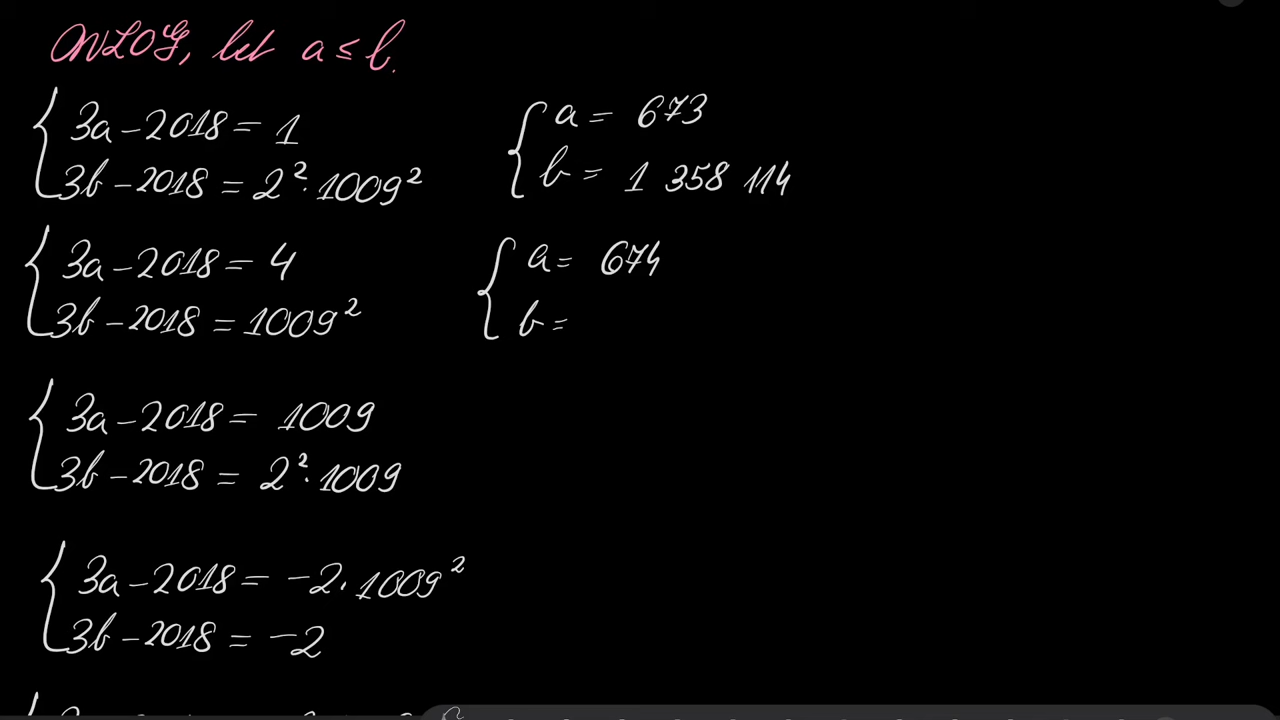 WLOG, let a ≤ b.
3a - 2018 = 1
3b - 2018 = 2² · 1009²
a = 673
b = 1 358 114
3a - 2018 = 4
3b - 2018 = 1009²
a = 674
b =
3a - 2018 = 1009
3b - 2018 = 2² · 1009
3a - 2018 = -2 · 1009²
3b - 2018 = -2